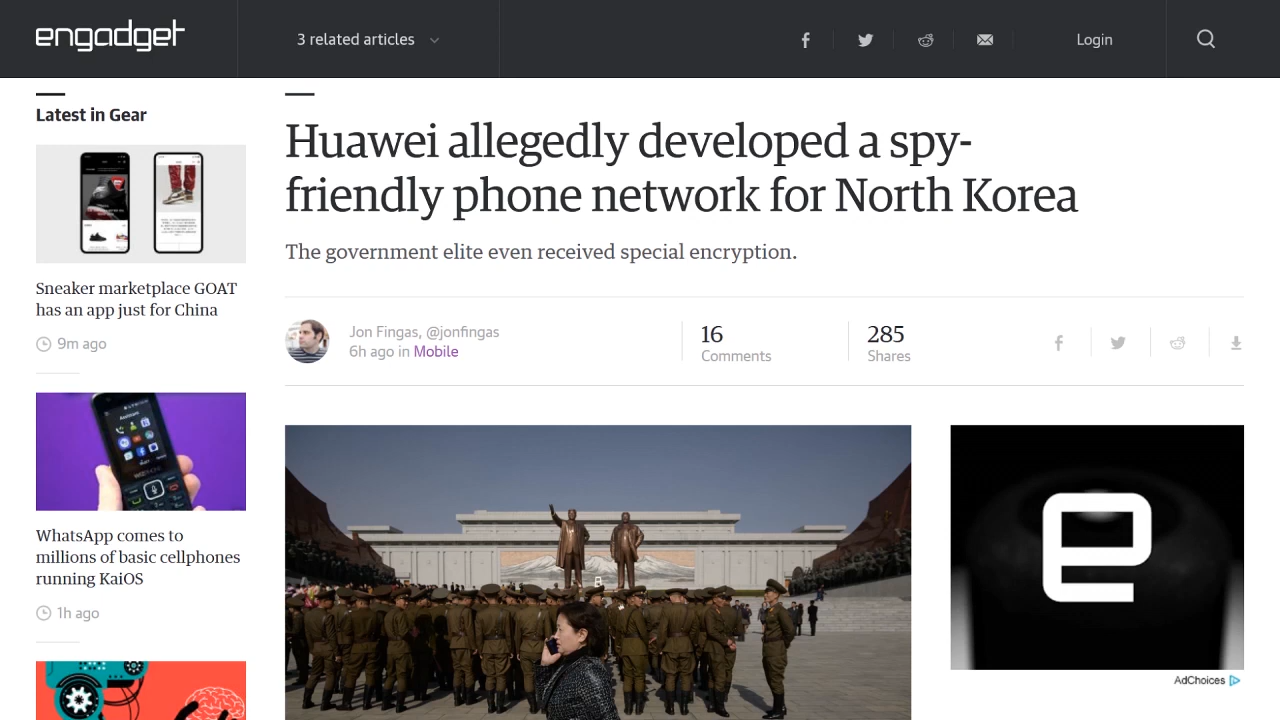 engadget
3 related articles
Login
Latest in Gear
Sneaker marketplace GOAT
has an app just for China
9m ago
WhatsApp comes to
millions of basic cellphones
running KaiOS
1h ago
Huawei allegedly developed a spy-
friendly phone network for North Korea
The government elite even received special encryption.
Jon Fingas, @jonfingas
6h ago in Mobile
16
Comments
285
Shares
e
AdChoices